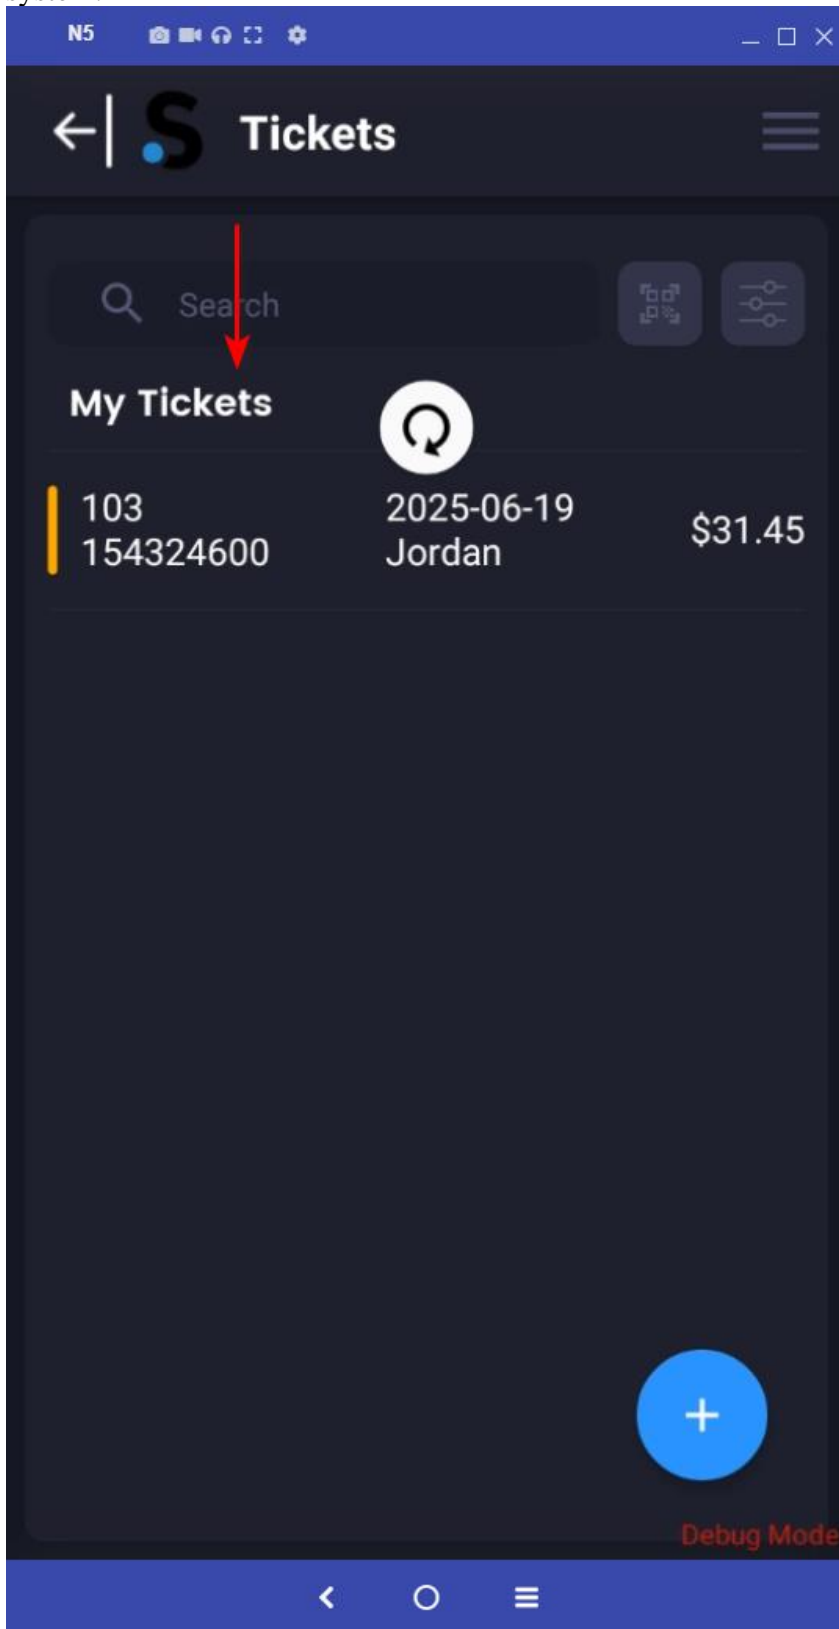 N5
Tickets
Search
My Tickets
103
154324600
2025-06-19
Jordan
$31.45
Debug Mode